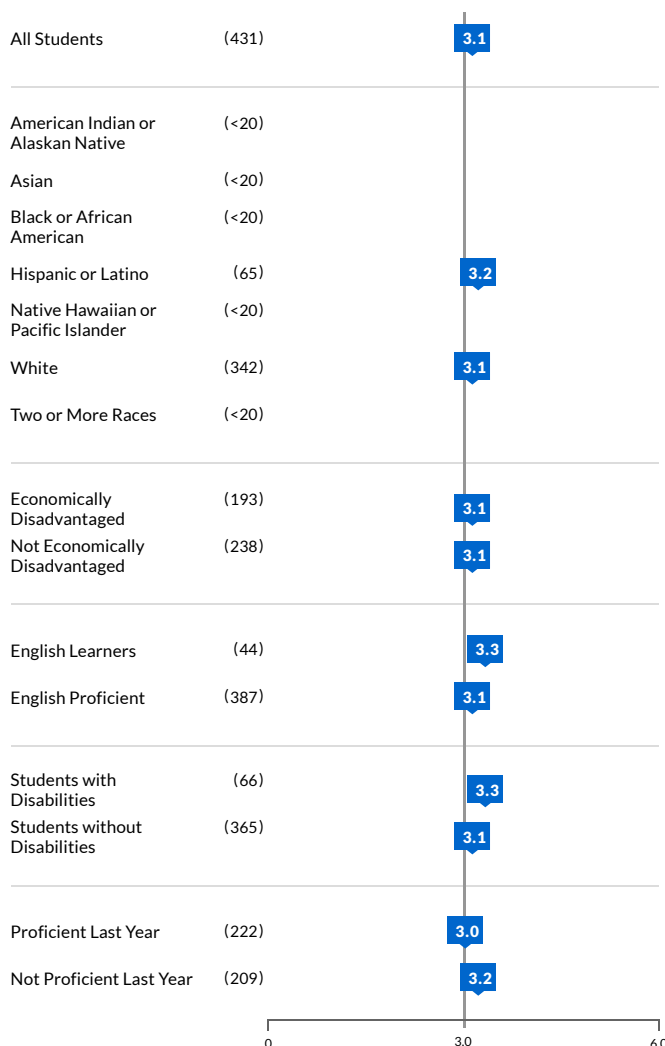 All Students (431) 3.1
American Indian or
Alaskan Native (<20)
Asian (<20)
Black or African
American (<20)
Hispanic or Latino (65) 3.2
Native Hawaiian or
Pacific Islander (<20)
White (342) 3.1
Two or More Races (<20)
Economically
Disadvantaged (193) 3.1
Not Economically
Disadvantaged (238) 3.1
English Learners (44) 3.3
English Proficient (387) 3.1
Students with
Disabilities (66) 3.3
Students without
Disabilities (365) 3.1
Proficient Last Year (222) 3.0
Not Proficient Last Year (209) 3.2
0 3.0 6.0